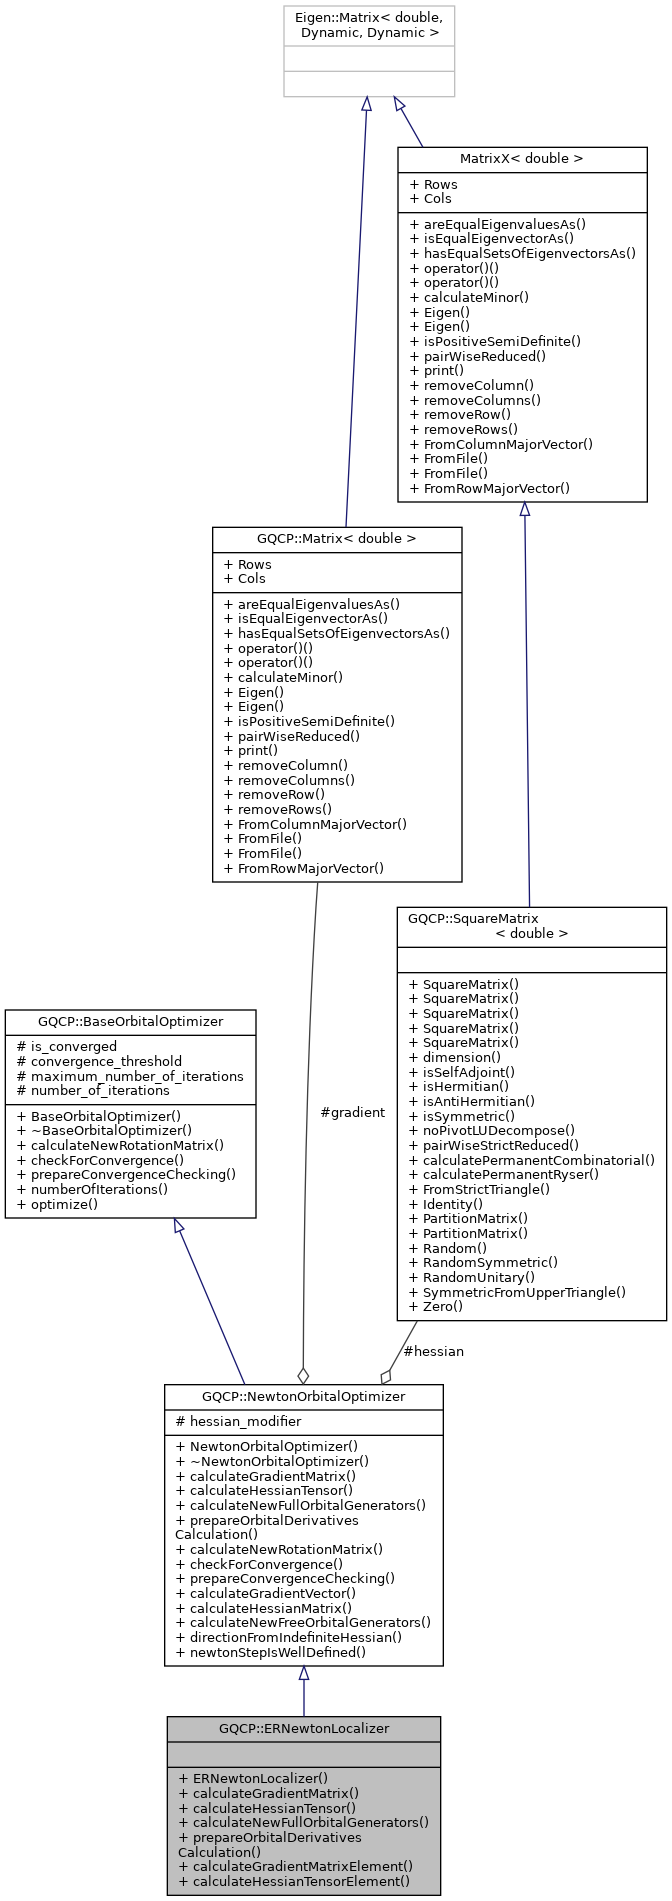 Eigen::Matrix< double,
Dynamic, Dynamic >
MatrixX< double >
+ Rows
+ Cols
+ areEqualEigenvaluesAs()
+ isEqualEigenvectorAs()
+ hasEqualSetsOfEigenvectorsAs()
+ operator()()
+ operator()()
+ calculateMinor()
+ Eigen()
+ Eigen()
+ isPositiveSemiDefinite()
+ pairWiseReduced()
+ print()
+ removeColumn()
+ removeColumns()
+ removeRow()
+ removeRows()
+ FromColumnMajorVector()
+ FromFile()
+ FromFile()
+ FromRowMajorVector()
GQCP::Matrix< double >
+ Rows
+ Cols
+ areEqualEigenvaluesAs()
+ isEqualEigenvectorAs()
+ hasEqualSetsOfEigenvectorsAs()
+ operator()()
+ operator()()
+ calculateMinor()
+ Eigen()
+ Eigen()
+ isPositiveSemiDefinite()
+ pairWiseReduced()
+ print()
+ removeColumn()
+ removeColumns()
+ removeRow()
+ removeRows()
+ FromColumnMajorVector()
+ FromFile()
+ FromFile()
+ FromRowMajorVector()
GQCP::SquareMatrix
< double >
+ SquareMatrix()
+ SquareMatrix()
+ SquareMatrix()
+ SquareMatrix()
+ SquareMatrix()
+ dimension()
+ isSelfAdjoint()
+ isHermitian()
+ isAntiHermitian()
+ isSymmetric()
+ noPivotLUDecompose()
+ pairWiseStrictReduced()
+ calculatePermanentCombinatorial()
+ calculatePermanentRyser()
+ FromStrictTriangle()
+ Identity()
+ PartitionMatrix()
+ PartitionMatrix()
+ Random()
+ RandomSymmetric()
+ RandomUnitary()
+ SymmetricFromUpperTriangle()
+ Zero()
GQCP::BaseOrbitalOptimizer
# is_converged
# convergence_threshold
# maximum_number_of_iterations
# number_of_iterations
+ BaseOrbitalOptimizer()
+ ~BaseOrbitalOptimizer()
+ calculateNewRotationMatrix()
+ checkForConvergence()
+ prepareConvergenceChecking()
+ numberOfIterations()
+ optimize()
#gradient
#hessian
GQCP::NewtonOrbitalOptimizer
# hessian_modifier
+ NewtonOrbitalOptimizer()
+ ~NewtonOrbitalOptimizer()
+ calculateGradientMatrix()
+ calculateHessianTensor()
+ calculateNewFullOrbitalGenerators()
+ prepareOrbitalDerivatives
Calculation()
+ calculateNewRotationMatrix()
+ checkForConvergence()
+ prepareConvergenceChecking()
+ calculateGradientVector()
+ calculateHessianMatrix()
+ calculateNewFreeOrbitalGenerators()
+ directionFromIndefiniteHessian()
+ newtonStepIsWellDefined()
GQCP::ERNewtonLocalizer
+ ERNewtonLocalizer()
+ calculateGradientMatrix()
+ calculateHessianTensor()
+ calculateNewFullOrbitalGenerators()
+ prepareOrbitalDerivatives
Calculation()
+ calculateGradientMatrixElement()
+ calculateHessianTensorElement()